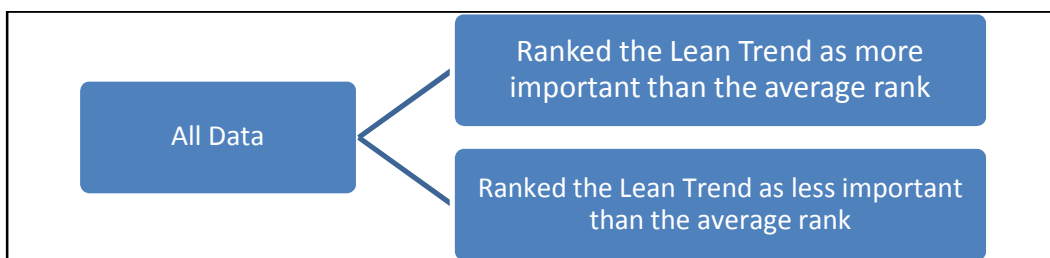 All Data
Ranked the Lean Trend as more
important than the average rank
Ranked the Lean Trend as less important
than the average rank